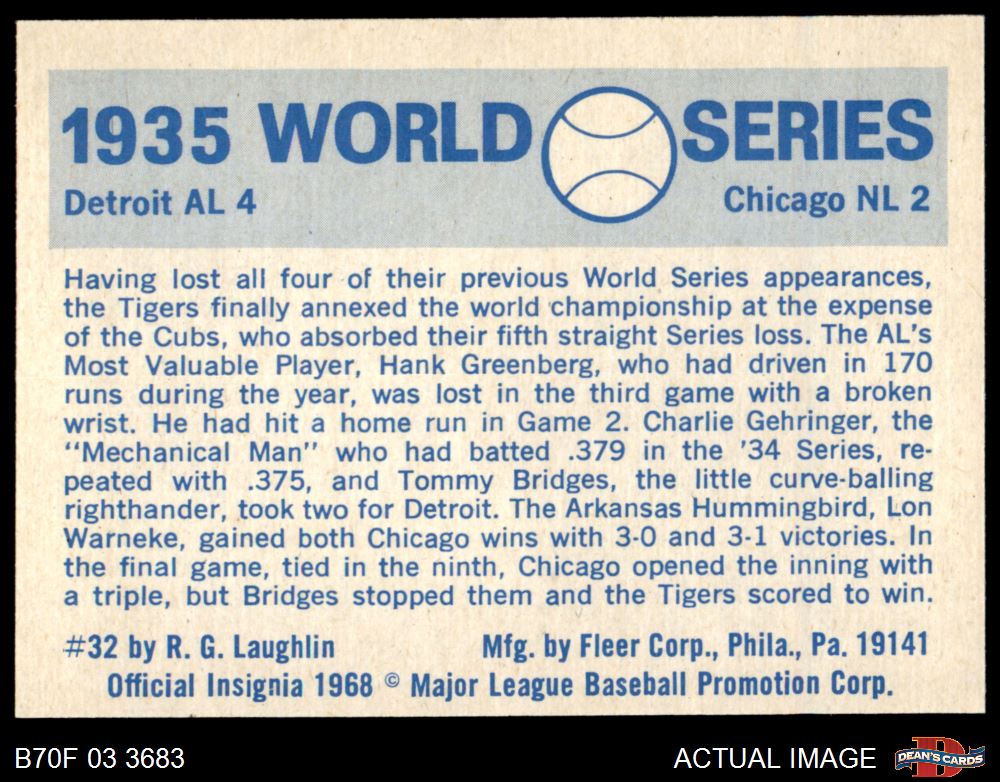 1935 WORLD SERIES
Detroit AL 4 Chicago NL 2
Having lost all four of their previous World Series appearances,
the Tigers finally annexed the world championship at the expense
of the Cubs, who absorbed their fifth straight Series loss. The AL's
Most Valuable Player, Hank Greenberg, who had driven in 170
runs during the year, was lost in the third game with a broken
wrist. He had hit a home run in Game 2. Charlie Gehringer, the
"Mechanical Man" who had batted .379 in the '34 Series, re-
peated with .375, and Tommy Bridges, the little curve-balling
righthander, took two for Detroit. The Arkansas Hummingbird, Lon
Warneke, gained both Chicago wins with 3-0 and 3-1 victories. In
the final game, tied in the ninth, Chicago opened the inning with
a triple, but Bridges stopped them and the Tigers scored to win.
#32 by R. G. Laughlin Mfg. by Fleer Corp., Phila., Pa. 19141
Official Insignia 1968 © Major League Baseball Promotion Corp.
B70F 03 3683 ACTUAL IMAGE D DEAN'S CARDS